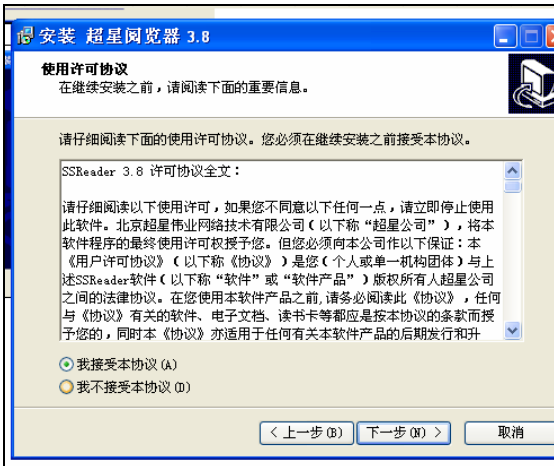 安装 超星阅览器 3.8
使用许可协议
在继续安装之前，请阅读下面的重要信息。
请仔细阅读下面的使用许可协议。您必须在继续安装之前接受本协议。
SSReader 3.8 许可协议全文：
请仔细阅读以下使用许可，如果您不同意以下任何一点，请立即停止使用
此软件。北京超星伟业网络技术有限公司（以下称“超星公司”），将本
软件程序的最终使用许可权授予您。但您必须向本公司作以下保证：本
《用户许可协议》（以下称《协议》）是您（个人或单一机构团体）与上
述SSReader软件（以下称“软件”或“软件产品”）版权所有人超星公司
之间的法律协议。在您使用本软件产品之前,请务必阅读此《协议》，任何
与《协议》有关的软件、电子文档、读书卡等都应是按本协议的条款而授
予您的，同时本《协议》亦适用于任何有关本软件产品的后期发行和升
我接受本协议(A)
我不接受本协议(D)
< 上一步(B) 下一步(N) > 取消